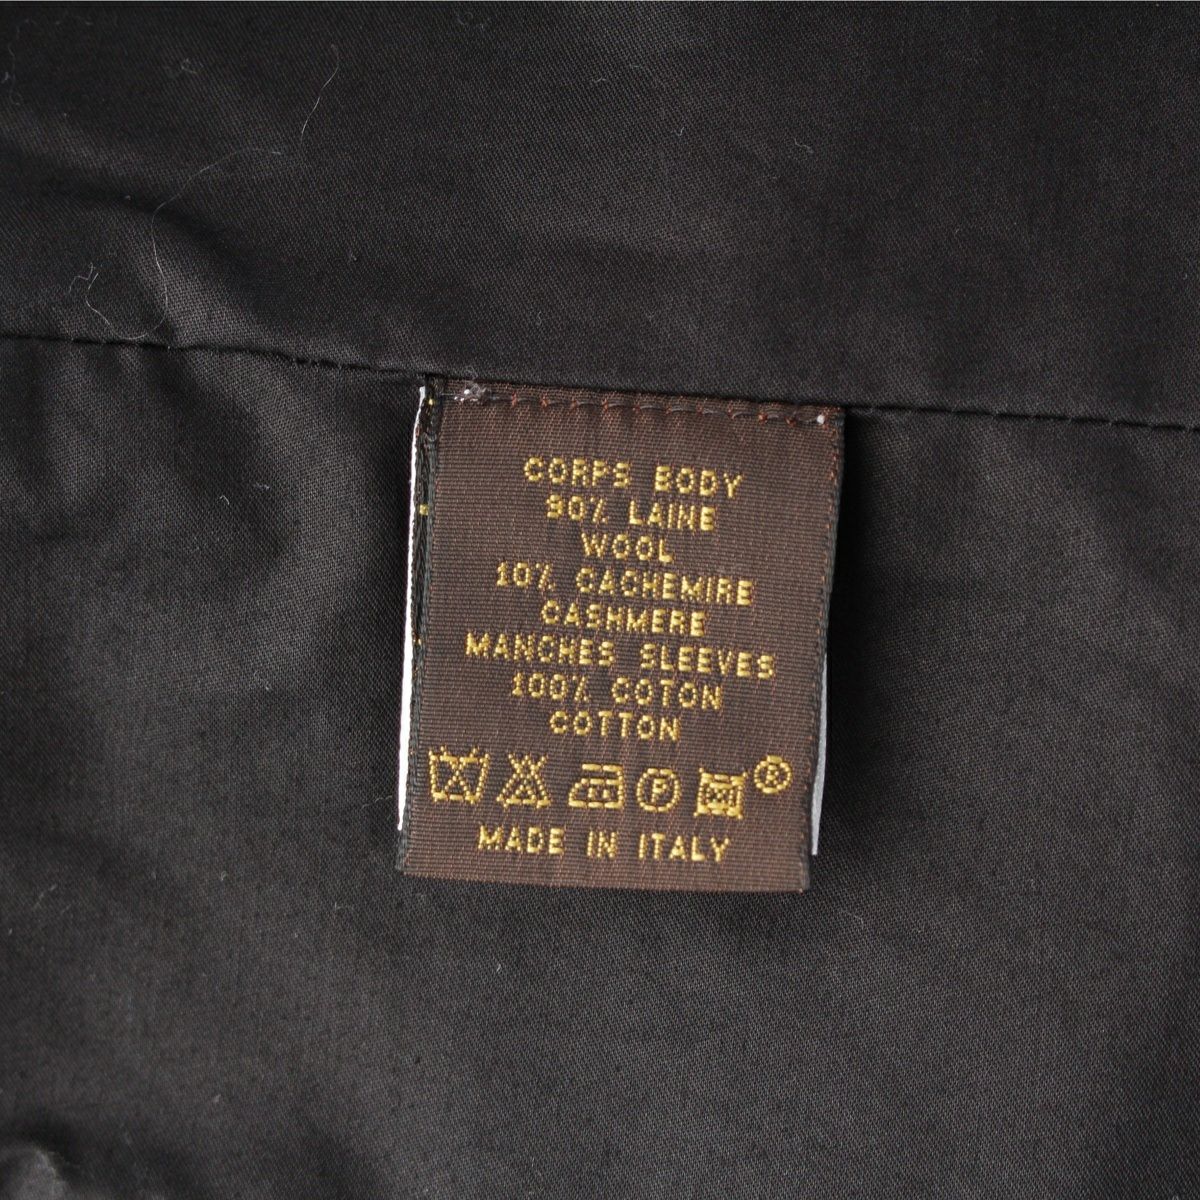 CORPS BODY
90% LAINE
WOOL
10% CACHEMIRE
CASHMERE
MANCHES SLEEVES
100% COTON
COTTON
P ®
MADE IN ITALY